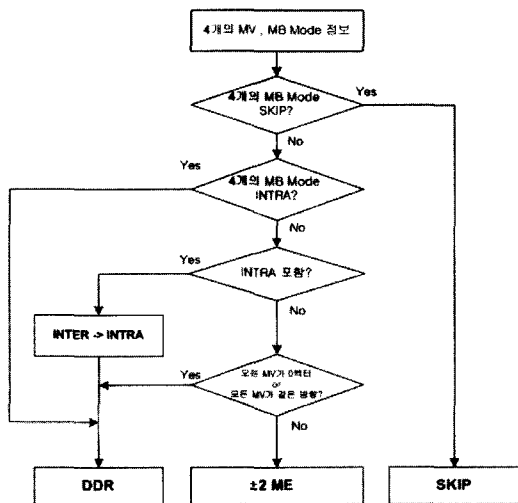 4개의 MV , MB Mode 정보
4개의 MB Mode
SKIP?
Yes
No
Yes
4개의 MB Mode
INTRA?
No
Yes
INTRA 포함?
No
INTER -> INTRA
Yes
모든 MV가 0벡터
or
모든 MV가 같은 방향?
No
DDR
±2 ME
SKIP